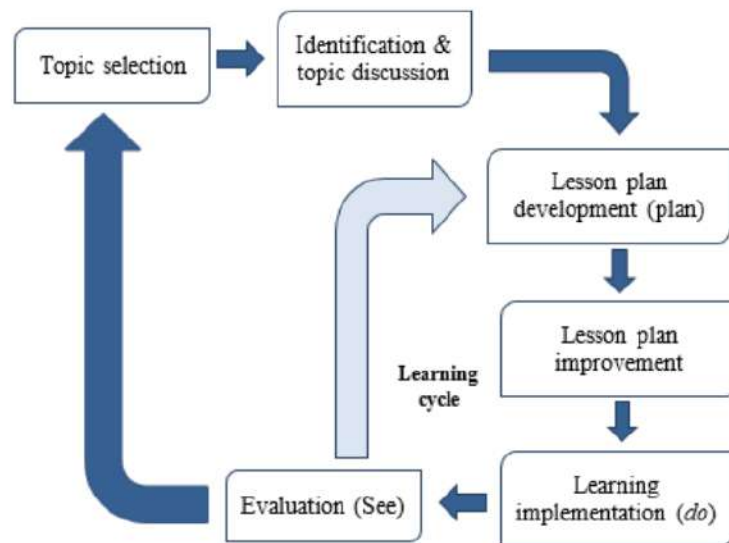 Topic selection
Identification &
topic discussion
Lesson plan
development (plan)
Lesson plan
improvement
Learning
cycle
Learning
implementation (do)
Evaluation (See)